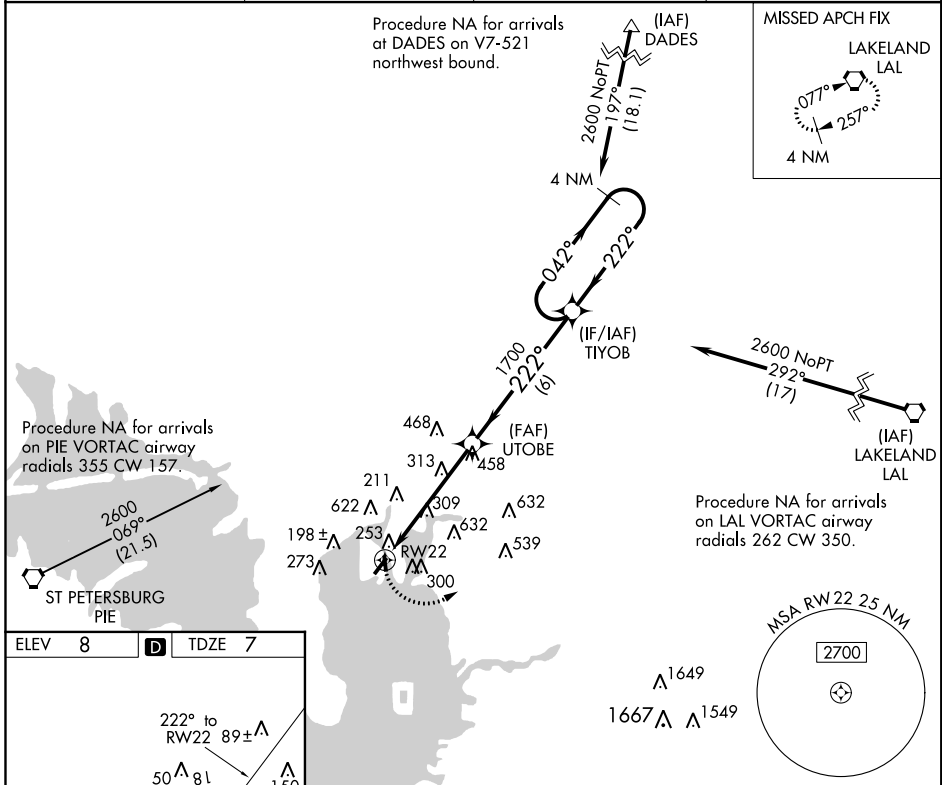 Procedure NA for arrivals
at DADES on V7-521
northwest bound.
(IAF)
DADES
2600 NoPT
197°
(18.1)
MISSED APCH FIX
LAKELAND
LAL
077°
257°
4 NM
4 NM
042°
222°
(IF/IAF)
TIYOB
1700
222°
(6)
2600 NoPT
292°
(17)
(IAF)
LAKELAND
LAL
Procedure NA for arrivals
on PIE VORTAC airway
radials 355 CW 157.
468
(FAF)
UTOBE
458
313
211
622
309
632
632
198 ±
253
539
273
RW22
300
2600
069°
(21.5)
ST PETERSBURG
PIE
Procedure NA for arrivals
on LAL VORTAC airway
radials 262 CW 350.
MSA RW 22 25 NM
2700
1649
1667
1549
ELEV 8
D
TDZE 7
222° to
RW22
89 ±
50
81
150